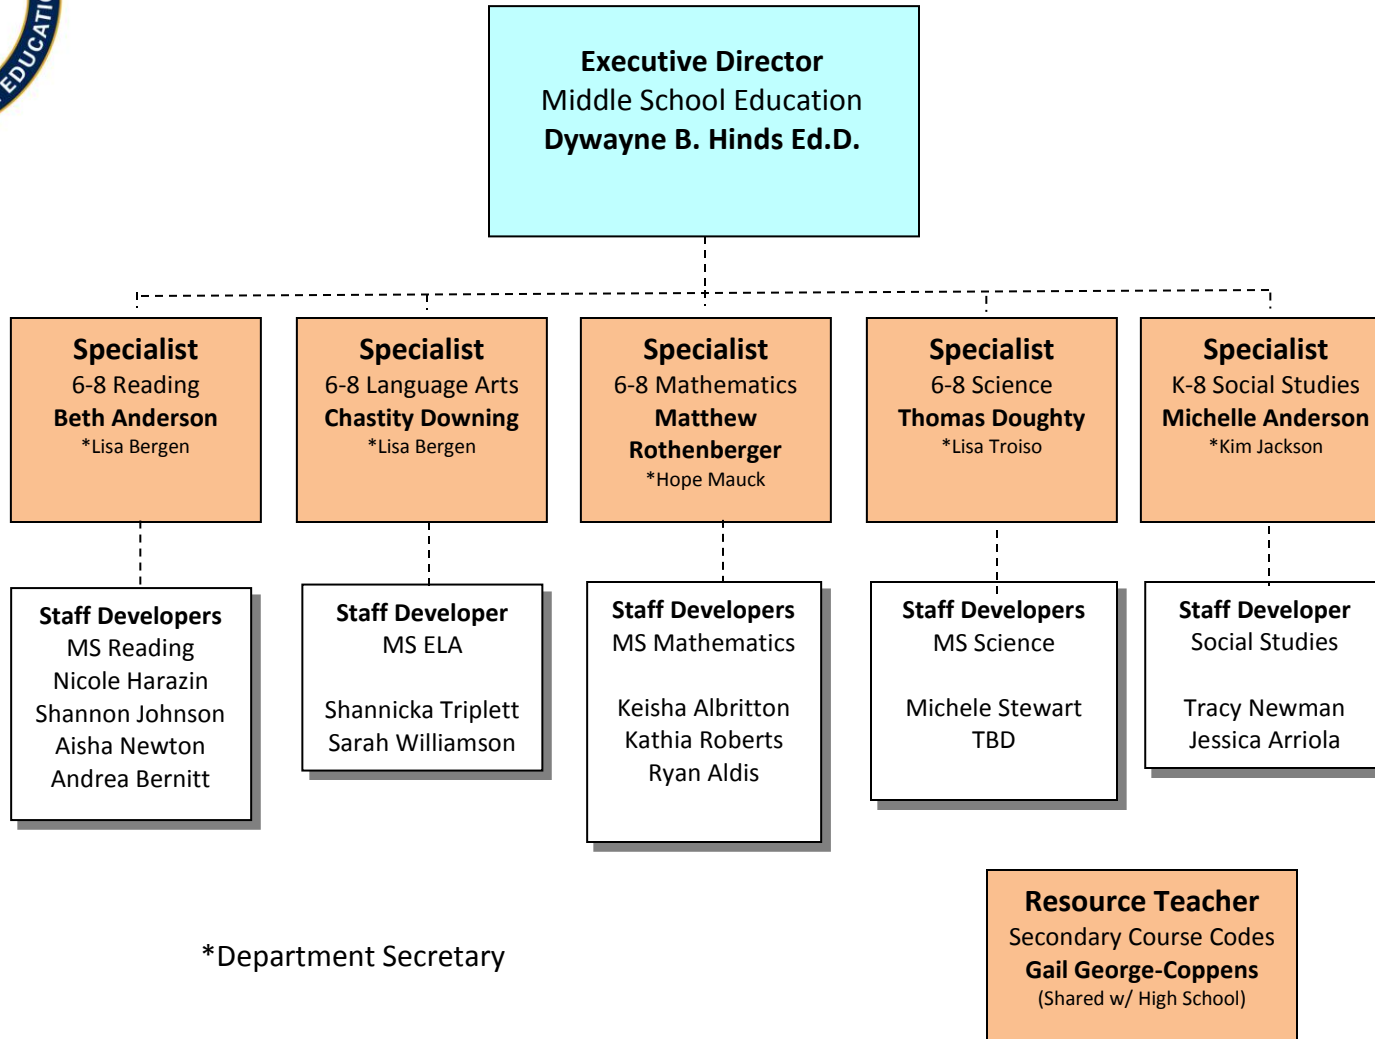 EDUCATI
Executive Director
Middle School Education
Dywayne B. Hinds Ed.D.
Specialist
6-8 Reading
Beth Anderson
*Lisa Bergen
Specialist
6-8 Language Arts
Chastity Downing
*Lisa Bergen
Specialist
6-8 Mathematics
Matthew
Rothenberger
*Hope Mauck
Specialist
6-8 Science
Thomas Doughty
*Lisa Troiso
Specialist
K-8 Social Studies
Michelle Anderson
*Kim Jackson
Staff Developers
MS Reading
Nicole Harazin
Shannon Johnson
Aisha Newton
Andrea Bernitt
Staff Developer
MS ELA
Shannicka Triplett
Sarah Williamson
Staff Developers
MS Mathematics
Keisha Albritton
Kathia Roberts
Ryan Aldis
Staff Developers
MS Science
Michele Stewart
TBD
Staff Developer
Social Studies
Tracy Newman
Jessica Arriola
*Department Secretary
Resource Teacher
Secondary Course Codes
Gail George-Coppens
(Shared w/ High School)